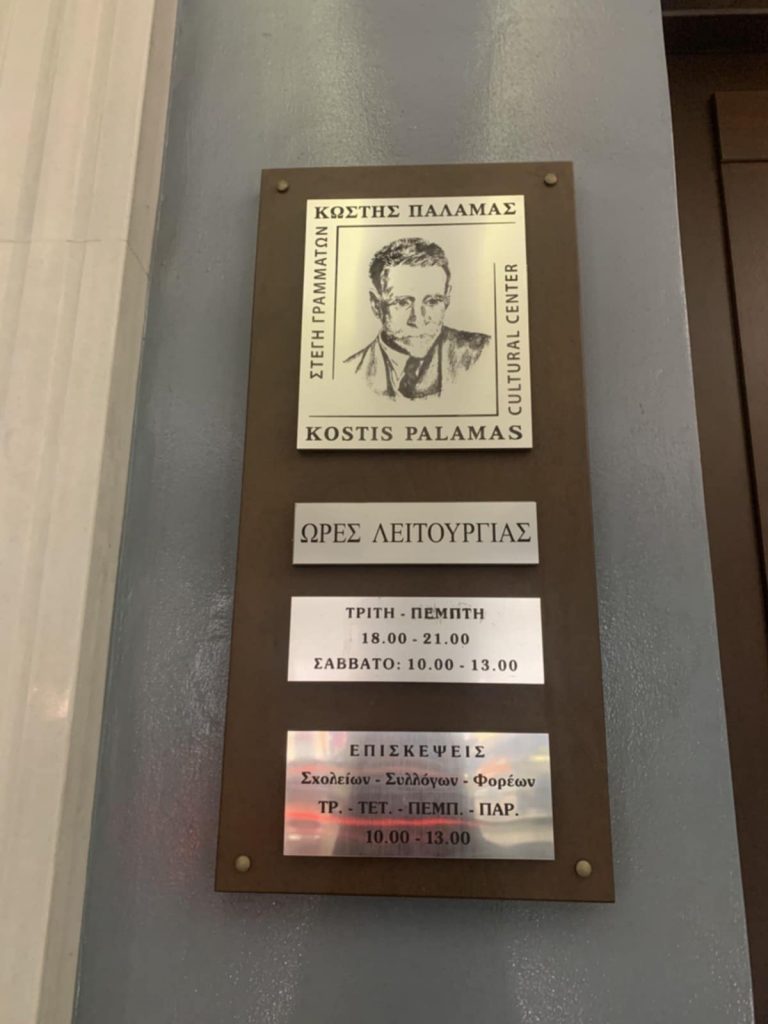 ΚΩΣΤΗΣ ΠΑΛΑΜΑΣ
ΣΤΕΓΗ ΓΡΑΜΜΑΤΩΝ
CULTURAL CENTER
KOSTIS PALAMAS
ΩΡΕΣ ΛΕΙΤΟΥΡΓΙΑΣ
ΤΡΙΤΗ - ΠΕΜΠΤΗ
18.00 - 21.00
ΣΑΒΒΑΤΟ: 10.00 - 13.00
ΕΠΙΣΚΕΨΕΙΣ
Σχολείων - Συλλόγων - Φορέων
ΤΡ. - ΤΕΤ. - ΠΕΜΠ. - ΠΑΡ.
10.00 - 13.00